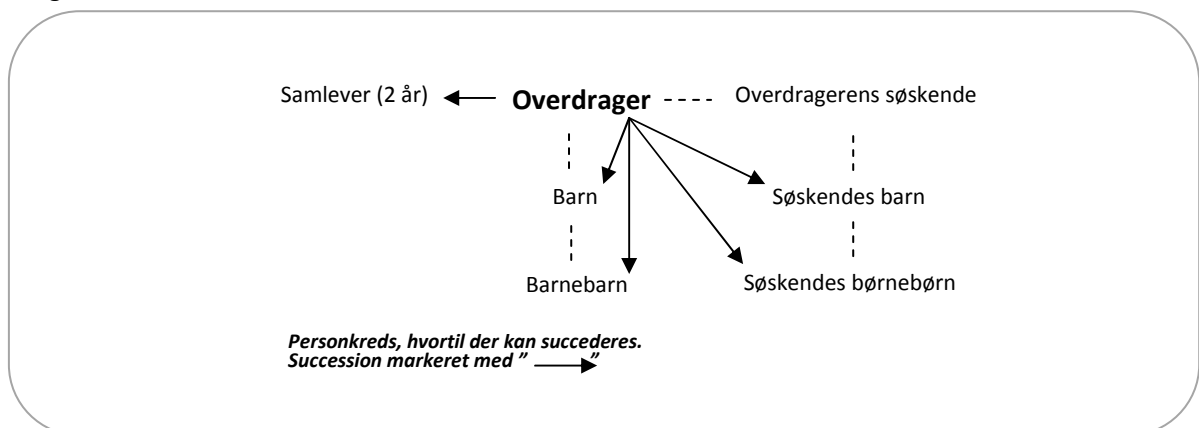 Samlever (2 år) Overdrager Overdragerens søskende
Barn Søskendes barn
Barnebarn Søskendes børnebørn
Personkreds, hvortil der kan succederes.
Succession markeret med ” ”